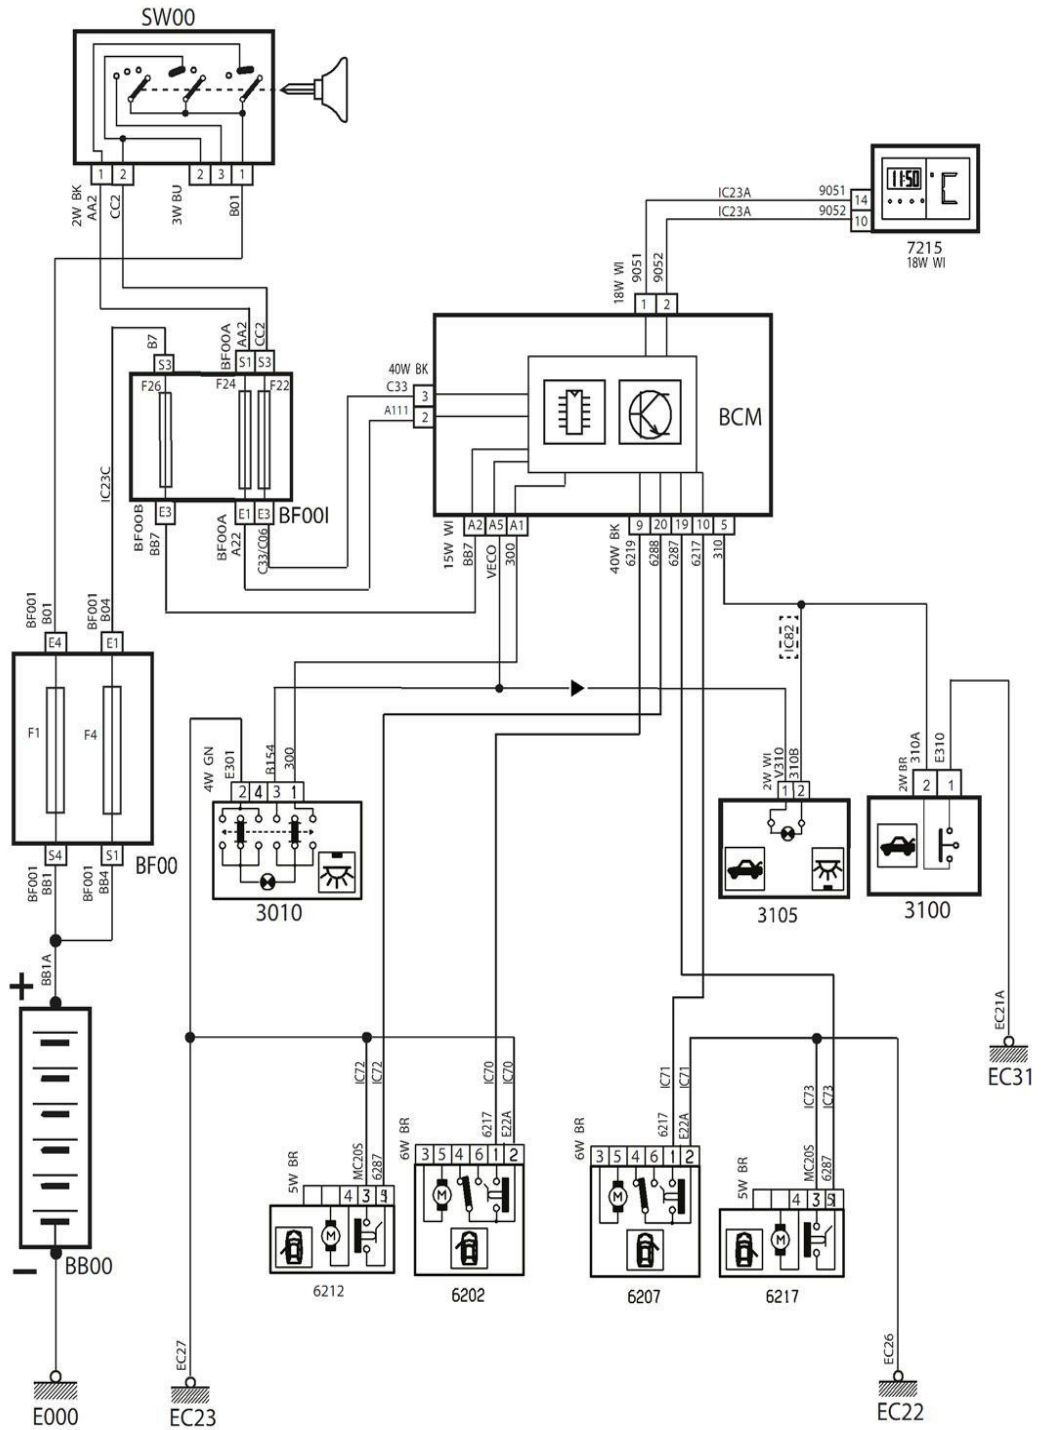 SW00
1 2 2 3 1
2W BK
AA2
CC2
3W BU
B01
11:50
9051
9052
IC23A
IC23A
14
10
7215
18W WI
18W WI
9051
9052
1 2
B7
BF00A
AA2
CC2
S3 S1 S3
F26 F24 F22
E3 E1 E3
BF00I
BF00B
BB7
BF00A
A22
C33/C06
IC23C
40W BK
C33
A111
3
2
BCM
A2 A5 A1
9 20 19 10 5
15W WI
BB7
VECO
300
40W BK
6219
6288
6287
6217
310
IC82
BF001
B01
BF001
B04
E4 E1
F1 F4
S4 S1
BF00
BF001
BB1
BF001
BB4
BB1A
+
BB00
−
E000
4W GN
E301
R154
300
2 4 3 1
3010
2W WI
V310
310B
1 2
3105
2W BR
310A
E310
2 1
3100
EC21A
EC31
IC72
IC72
IC70
IC70
IC71
IC71
IC73
IC73
5W BR
MC20S
6287
4 3 5
M
6212
6W BR
6217
E22A
3 5 4 6 1 2
M
6202
6W BR
6217
E22A
3 5 4 6 1 2
M
6207
5W BR
MC20S
6287
4 3 5
M
6217
EC27
EC23
EC26
EC22